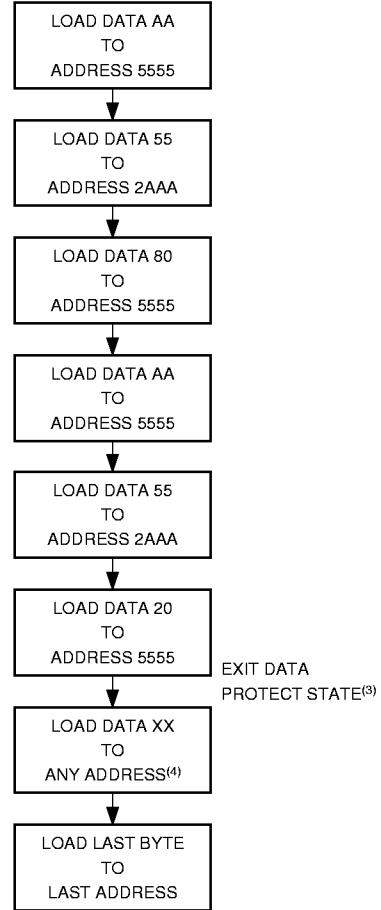 LOAD DATA AA
TO
ADDRESS 5555
LOAD DATA 55
TO
ADDRESS 2AAA
LOAD DATA 80
TO
ADDRESS 5555
LOAD DATA AA
TO
ADDRESS 5555
LOAD DATA 55
TO
ADDRESS 2AAA
LOAD DATA 20
TO
ADDRESS 5555
EXIT DATA
PROTECT STATE(3)
LOAD DATA XX
TO
ANY ADDRESS(4)
LOAD LAST BYTE
TO
LAST ADDRESS